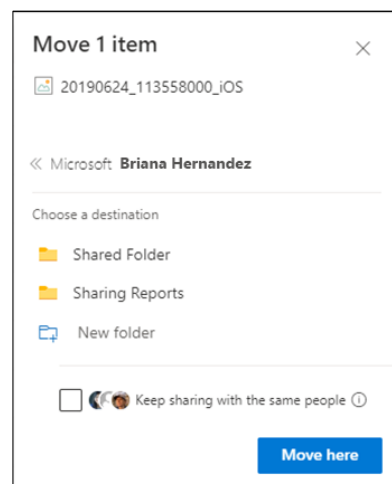 Move 1 item
20190624_113558000_iOS
Microsoft Briana Hernandez
Choose a destination
Shared Folder
Sharing Reports
New folder
Keep sharing with the same people
Move here